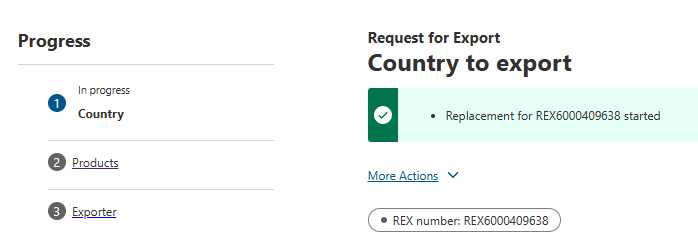 Progress
1
In progress
Country
2 Products
3 Exporter
Request for Export
Country to export
• Replacement for REX6000409638 started
More Actions
REX number: REX6000409638